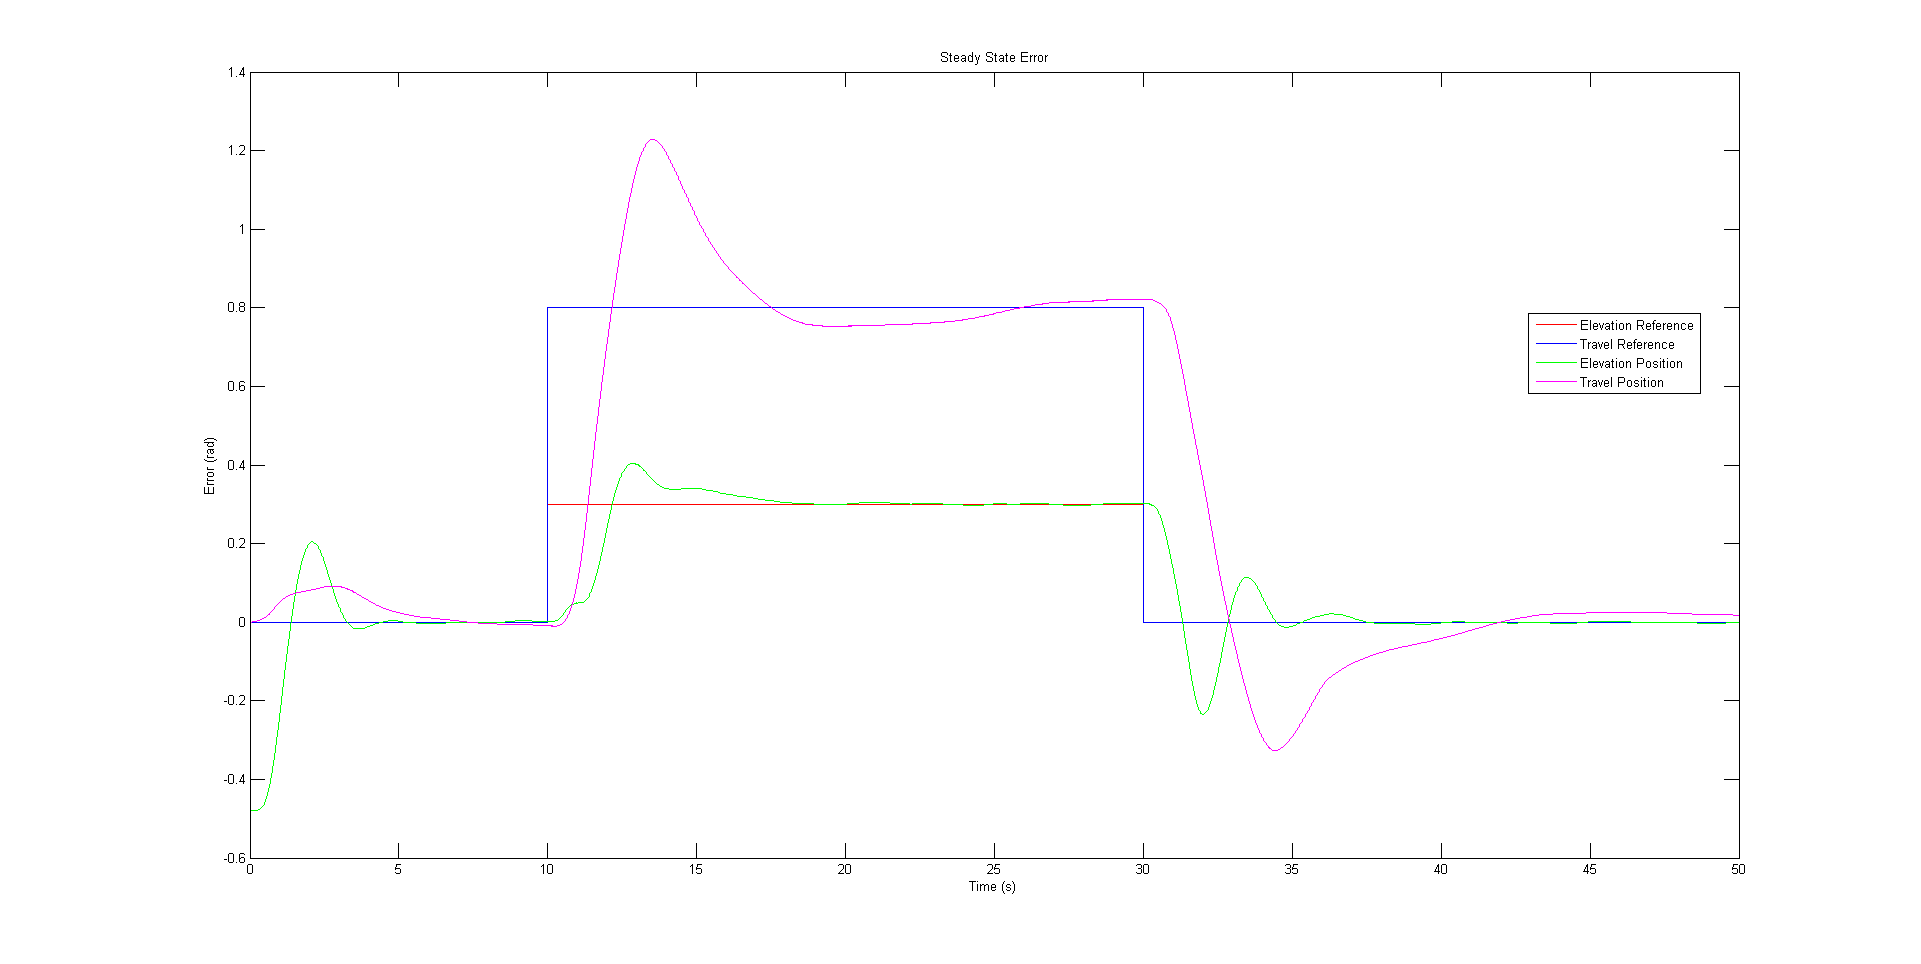 Steady State Error
1.4
1.2
1
0.8
0.6
0.4
0.2
0
-0.2
-0.4
-0.6
Error (rad)
Elevation Reference
Travel Reference
Elevation Position
Travel Position
0 5 10 15 20 25 30 35 40 45 50
Time (s)